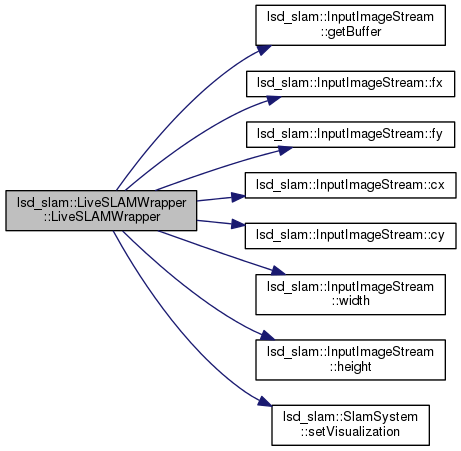 lsd_slam::InputImageStream
::getBuffer
lsd_slam::InputImageStream::fx
lsd_slam::InputImageStream::fy
lsd_slam::InputImageStream::cx
lsd_slam::LiveSLAMWrapper
::LiveSLAMWrapper
lsd_slam::InputImageStream::cy
lsd_slam::InputImageStream
::width
lsd_slam::InputImageStream
::height
lsd_slam::SlamSystem
::setVisualization